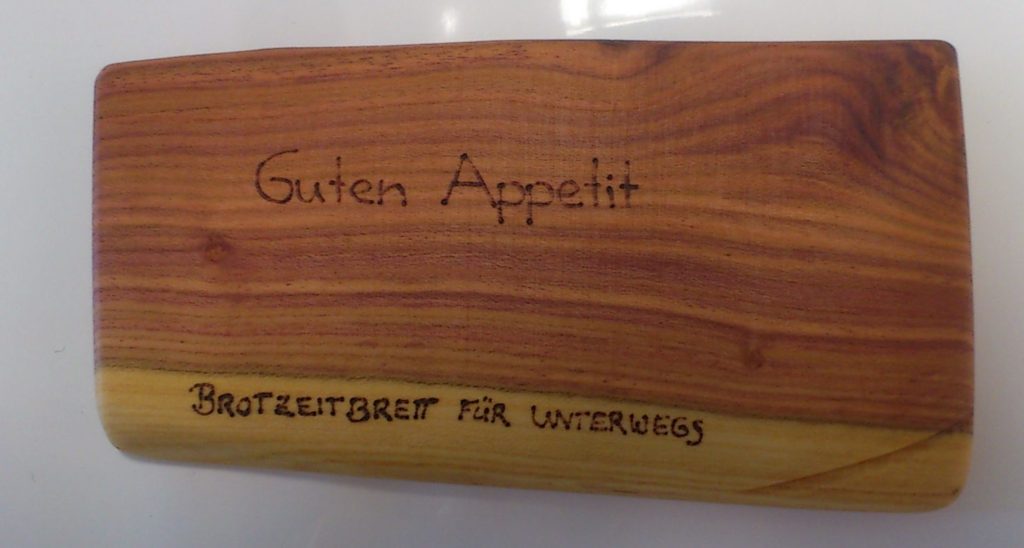 Guten Appetit
BROTZEITBRETT FÜR UNTERWEGS